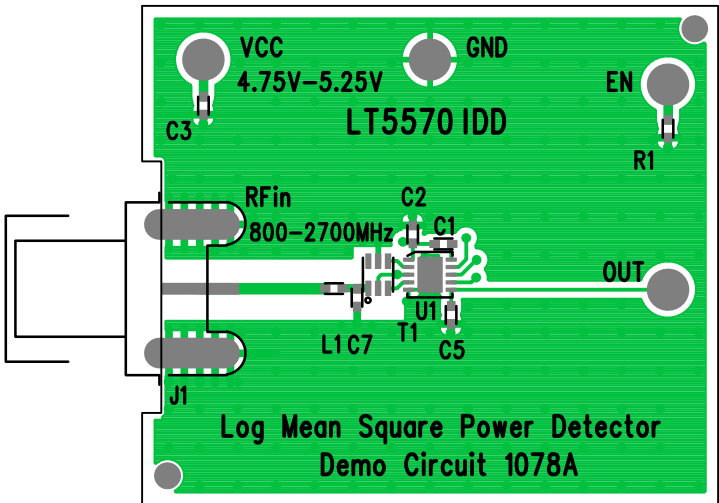 VCC
4.75V-5.25V
GND
EN
C3
LT5570 IDD
R1
RFin
800-2700MHz
C2
C1
OUT
U1
T1
L1 C7
C5
J1
Log Mean Square Power Detector
Demo Circuit 1078A